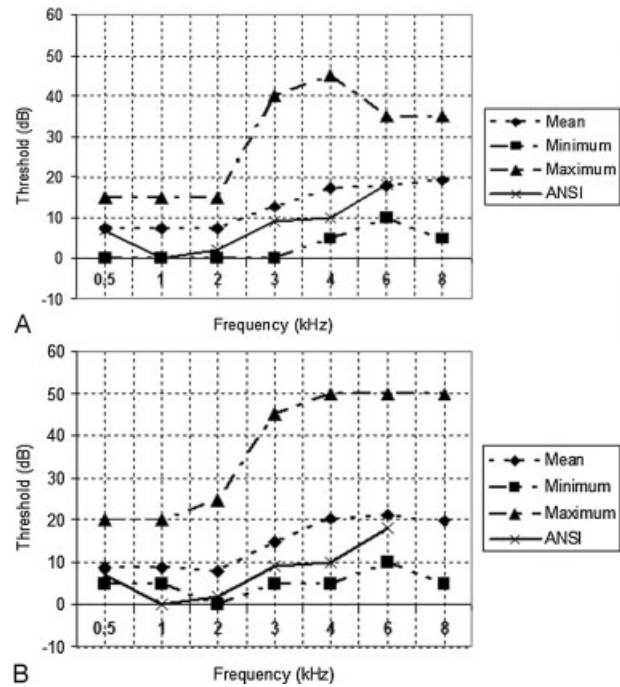 60
50
40
30
20
10
0
-10
Threshold (dB)
0.5 1 2 3 4 6 8
Frequency (kHz)
Mean
Minimum
Maximum
ANSI
A
60
50
40
30
20
10
0
-10
Threshold (dB)
0.5 1 2 3 4 6 8
Frequency (kHz)
Mean
Minimum
Maximum
ANSI
B